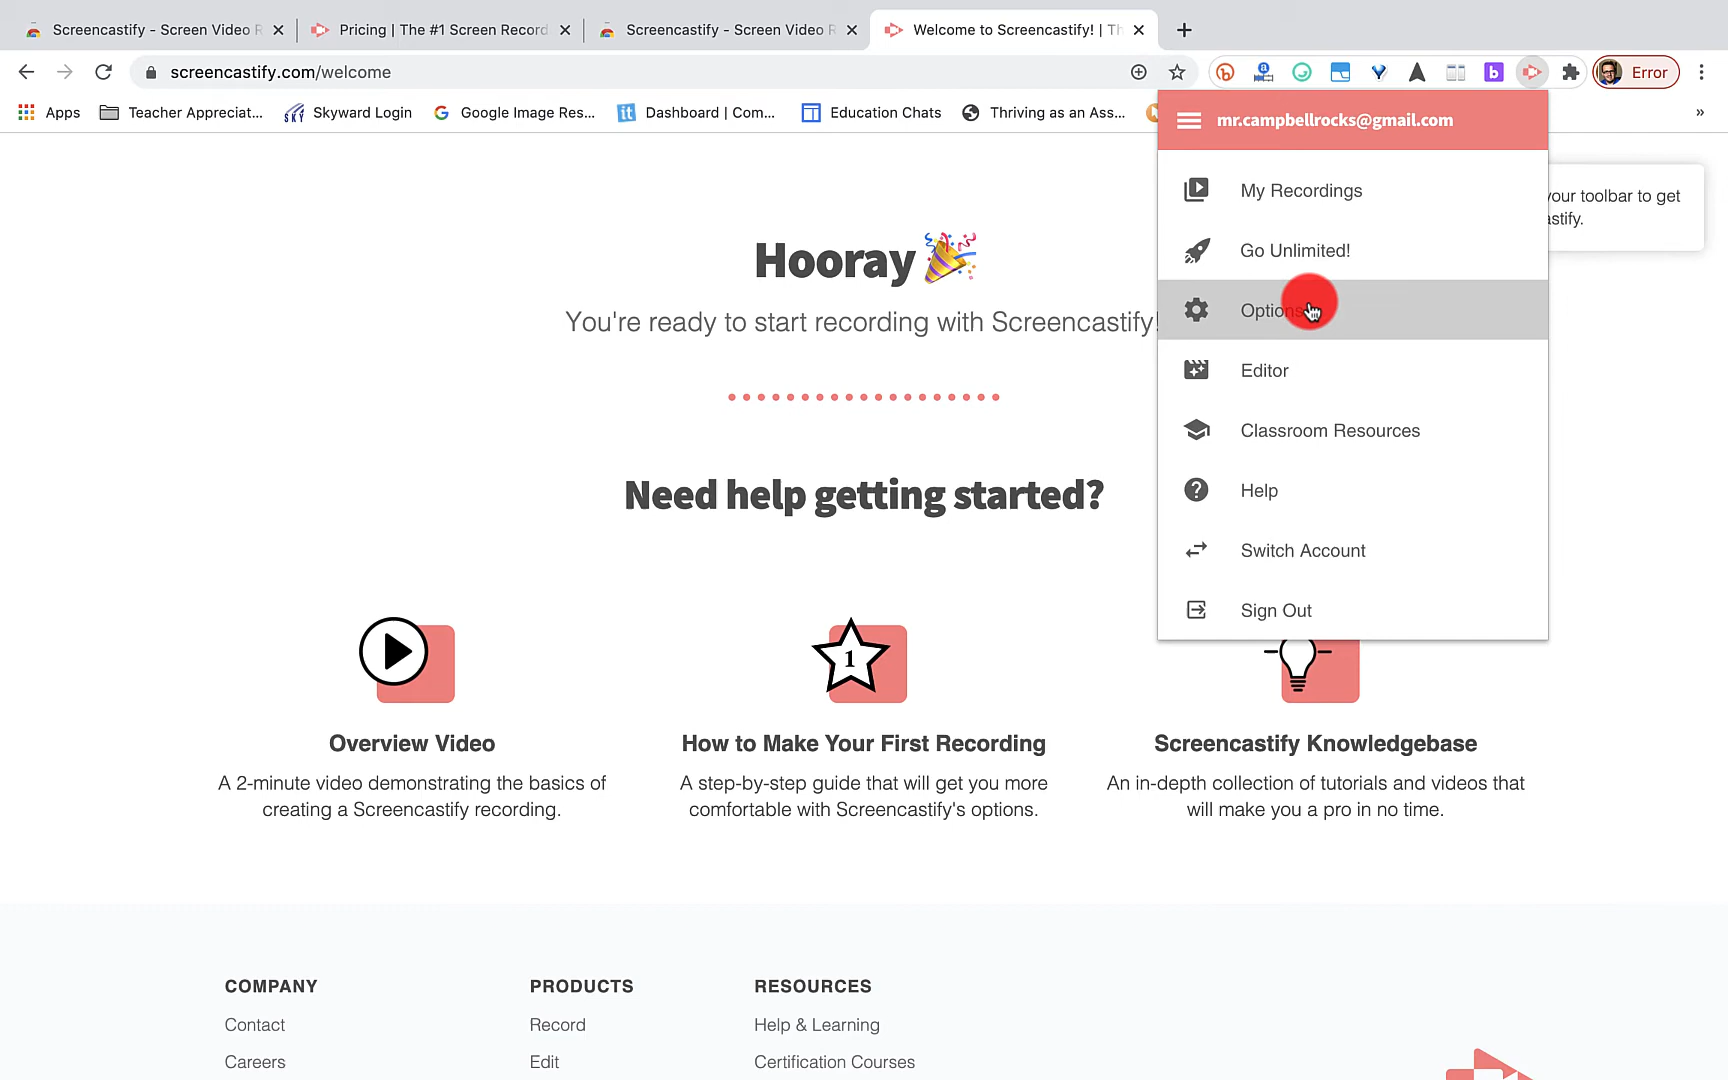 Screencastify - Screen Video R
Pricing | The #1 Screen Record
Screencastify - Screen Video R
Welcome to Screencastify! | Th
screencastify.com/welcome
Error
Apps
Teacher Appreciat...
Skyward Login
Google Image Res...
Dashboard | Com...
Education Chats
Thriving as an Ass...
»
mr.campbellrocks@gmail.com
My Recordings
Go Unlimited!
Options
Editor
Classroom Resources
Help
Switch Account
Sign Out
your toolbar to get
astify.
Hooray
You're ready to start recording with Screencastify!
Need help getting started?
1
Overview Video
A 2-minute video demonstrating the basics of
creating a Screencastify recording.
How to Make Your First Recording
A step-by-step guide that will get you more
comfortable with Screencastify's options.
Screencastify Knowledgebase
An in-depth collection of tutorials and videos that
will make you a pro in no time.
COMPANY
Contact
Careers
PRODUCTS
Record
Edit
RESOURCES
Help & Learning
Certification Courses